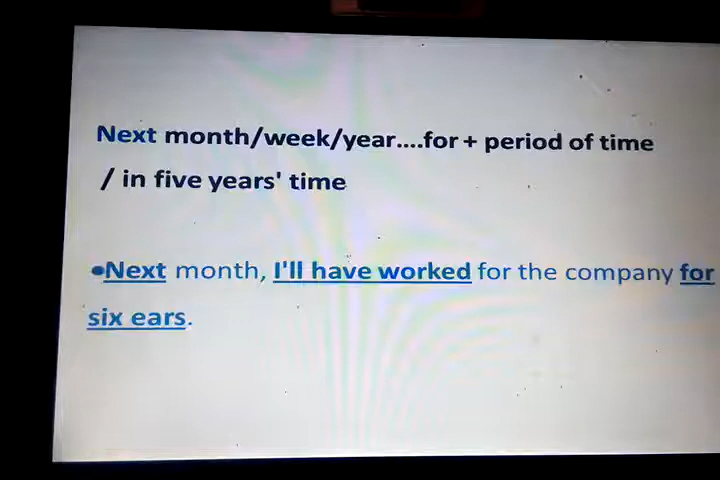 Next month/week/year....for + period of time
/ in five years' time
•Next month, I'll have worked for the company for
six ears.